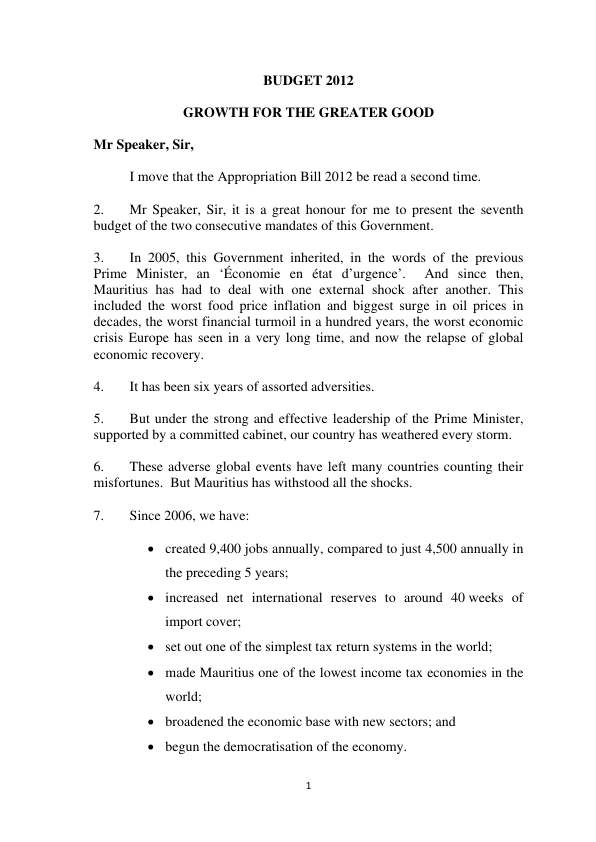 BUDGET 2012
GROWTH FOR THE GREATER GOOD
Mr Speaker, Sir,
I move that the Appropriation Bill 2012 be read a second time.
2. Mr Speaker, Sir, it is a great honour for me to present the seventh
budget of the two consecutive mandates of this Government.
3. In 2005, this Government inherited, in the words of the previous
Prime Minister, an ‘Économie en état d’urgence’. And since then,
Mauritius has had to deal with one external shock after another. This
included the worst food price inflation and biggest surge in oil prices in
decades, the worst financial turmoil in a hundred years, the worst economic
crisis Europe has seen in a very long time, and now the relapse of global
economic recovery.
4. It has been six years of assorted adversities.
5. But under the strong and effective leadership of the Prime Minister,
supported by a committed cabinet, our country has weathered every storm.
6. These adverse global events have left many countries counting their
misfortunes. But Mauritius has withstood all the shocks.
7. Since 2006, we have:
• created 9,400 jobs annually, compared to just 4,500 annually in
the preceding 5 years;
• increased net international reserves to around 40 weeks of
import cover;
• set out one of the simplest tax return systems in the world;
• made Mauritius one of the lowest income tax economies in the
world;
• broadened the economic base with new sectors; and
• begun the democratisation of the economy.
1